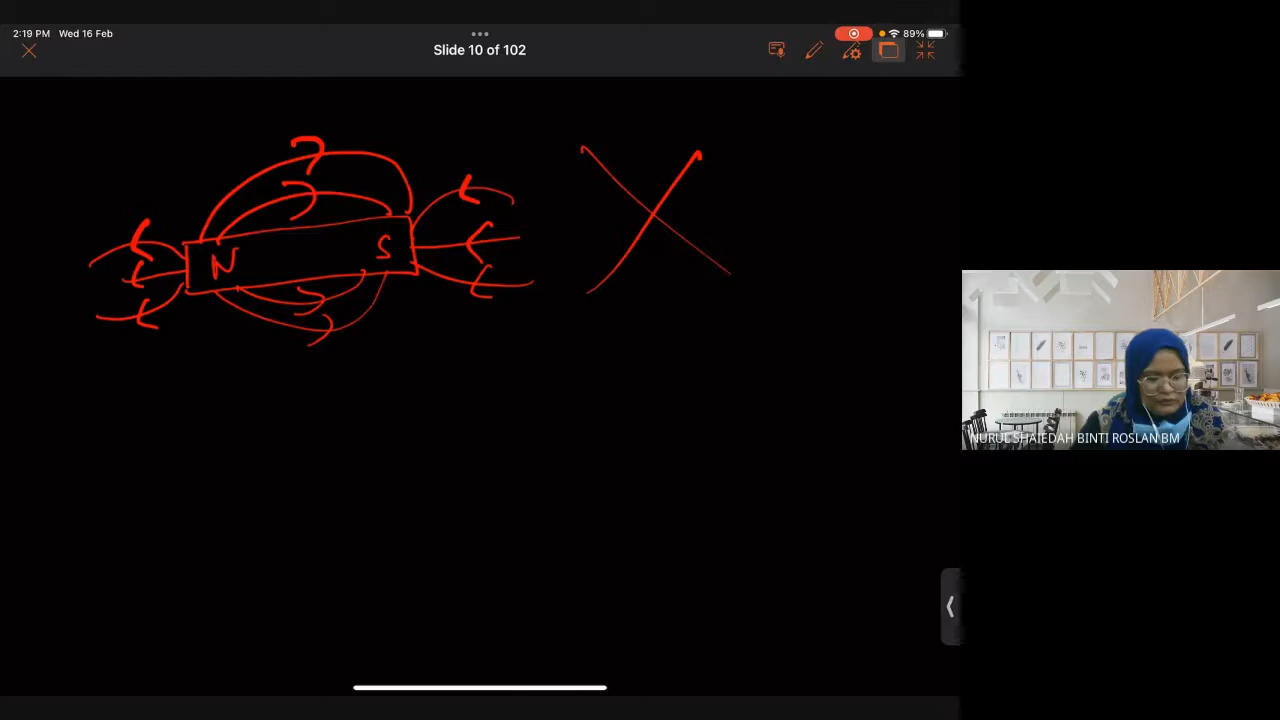 2:19 PM Wed 16 Feb
89%
Slide 10 of 102
N
S
NURUL SHAIEDAH BINTI ROSLAN BM